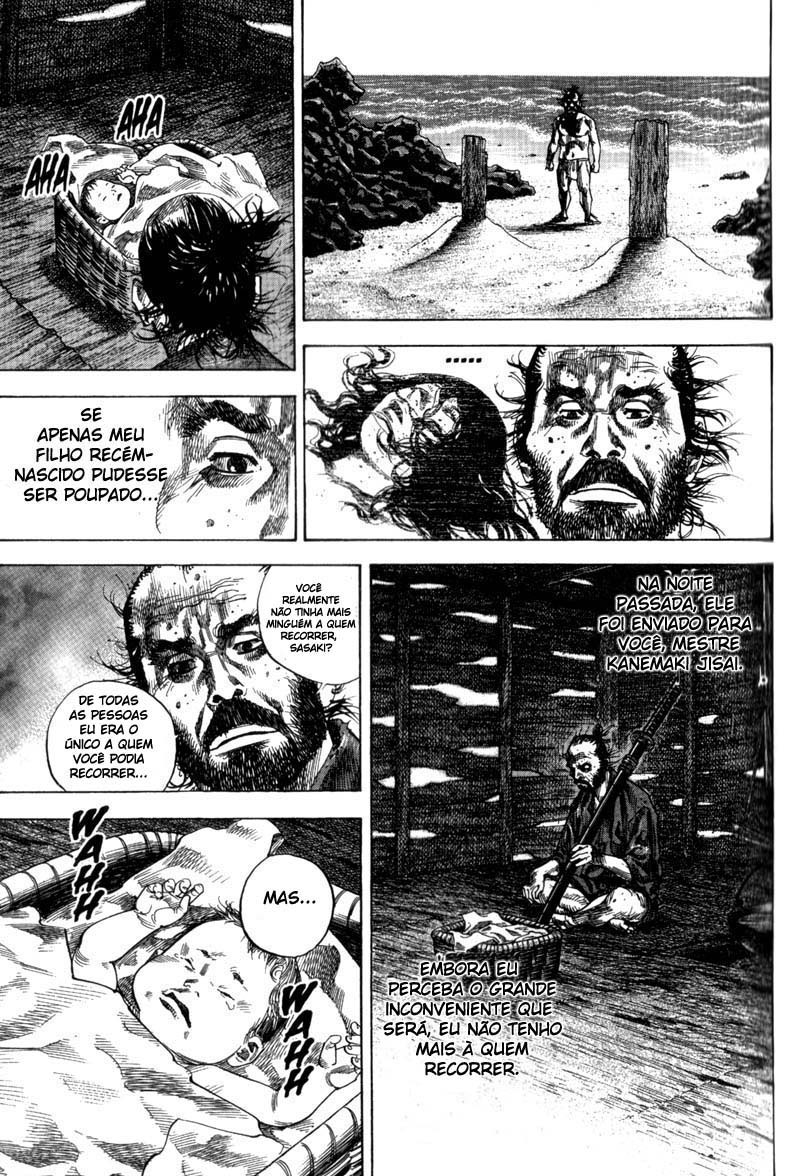 .....
AHA
AHA
SE
APENAS MEU
FILHO RECÉM-
NASCIDO PUDESSE
SER POUPADO...
NA NOITE
PASSADA, ELE
FOI ENVIADO PARA
VOCÊ, MESTRE
KANEMAKI JISAI.
EMBORA EU
PERCEBA O GRANDE
INCONVENIENTE QUE
SERÁ, EU NÃO TENHO
MAIS À QUEM
RECORRER.
VOCÊ
REALMENTE
NÃO TINHA MAIS
MINGUÉM A QUEM
RECORRER,
SASAKI?
DE TODAS
AS PESSOAS
EU ERA O
ÚNICO A QUEM
VOCÊ PODIA
RECORRER...
MAS...
WAHH
WAHH